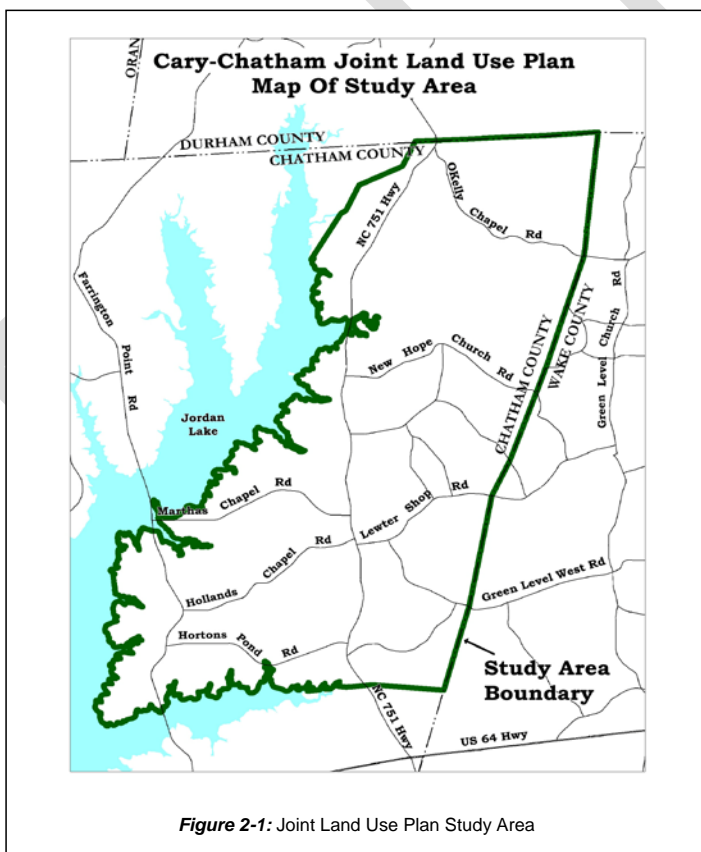 Cary-Chatham Joint Land Use Plan
Map Of Study Area
ORAN
DURHAM COUNTY
CHATHAM COUNTY
NC 751 Hwy
OKelly Chapel Rd
Farrington Point Rd
WAKE COUNTY
CHATHAM COUNTY
Green Level Church Rd
New Hope Church Rd
Jordan
Lake
Marthas Chapel Rd
Lewter Shop Rd
Hollands Chapel Rd
Green Level West Rd
Hortons Pond Rd
Study Area
Boundary
NC 751 Hwy
US 64 Hwy
Figure 2-1: Joint Land Use Plan Study Area